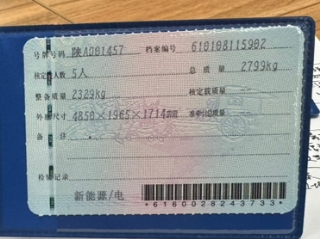 号牌号码 陕A081457 档案编号 610188115902
核定载人数 5人 总质量 2799kg
整备质量 2329kg 核定载质量
外廓尺寸 4850×1965×1714mm 准牵引总质量
备注
检验记录
新能源/电
*6160028243733*